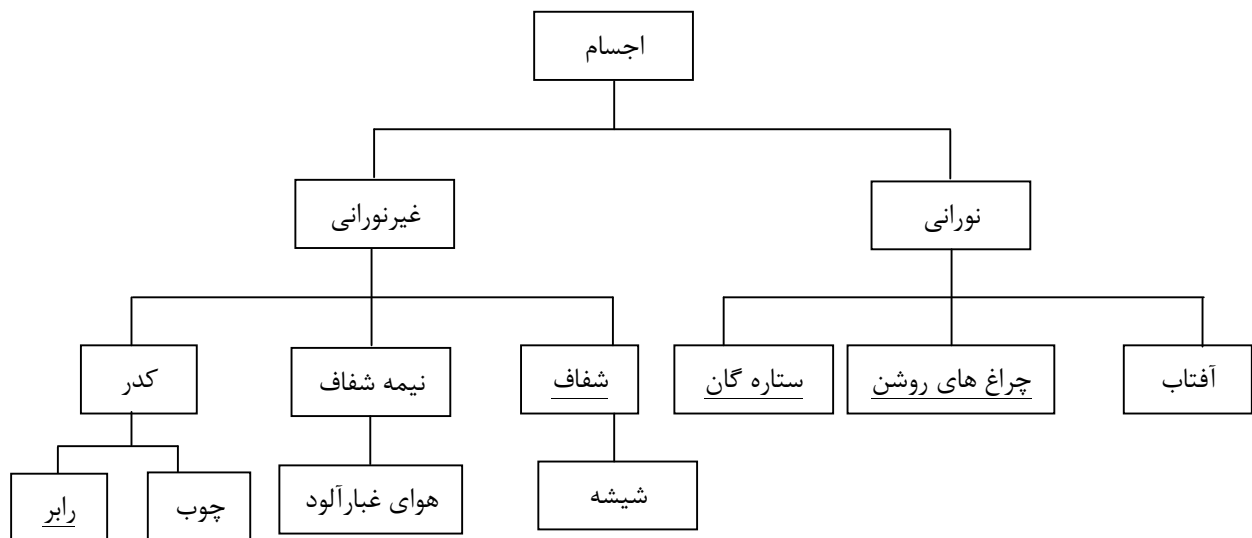 اجسام
نورانی
غیرنورانی
آفتاب
چراغ های روشن
ستاره گان
شفاف
نیمه شفاف
کدر
شیشه
هوای غبارآلود
چوب
رابر